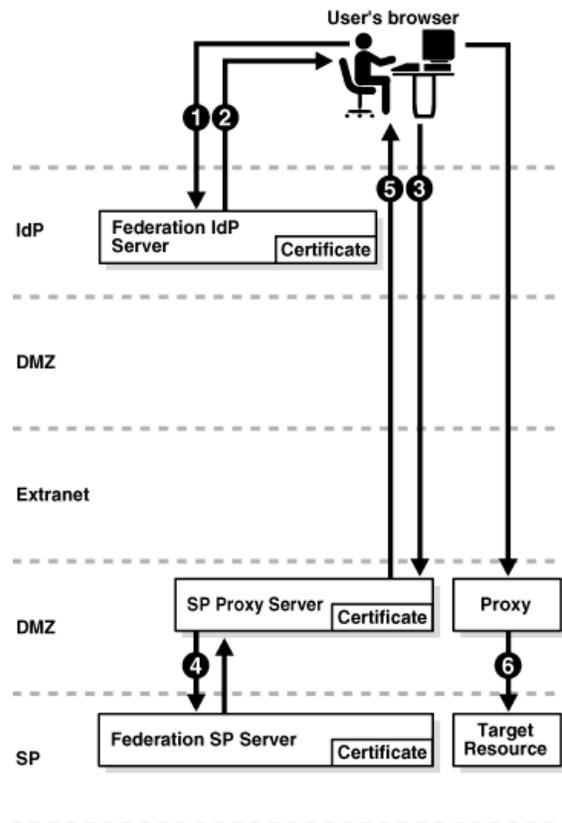 User's browser
1 2
5 3
IdP
Federation IdP
Server
Certificate
DMZ
Extranet
DMZ
SP Proxy Server
Certificate
Proxy
4
6
SP
Federation SP Server
Certificate
Target
Resource